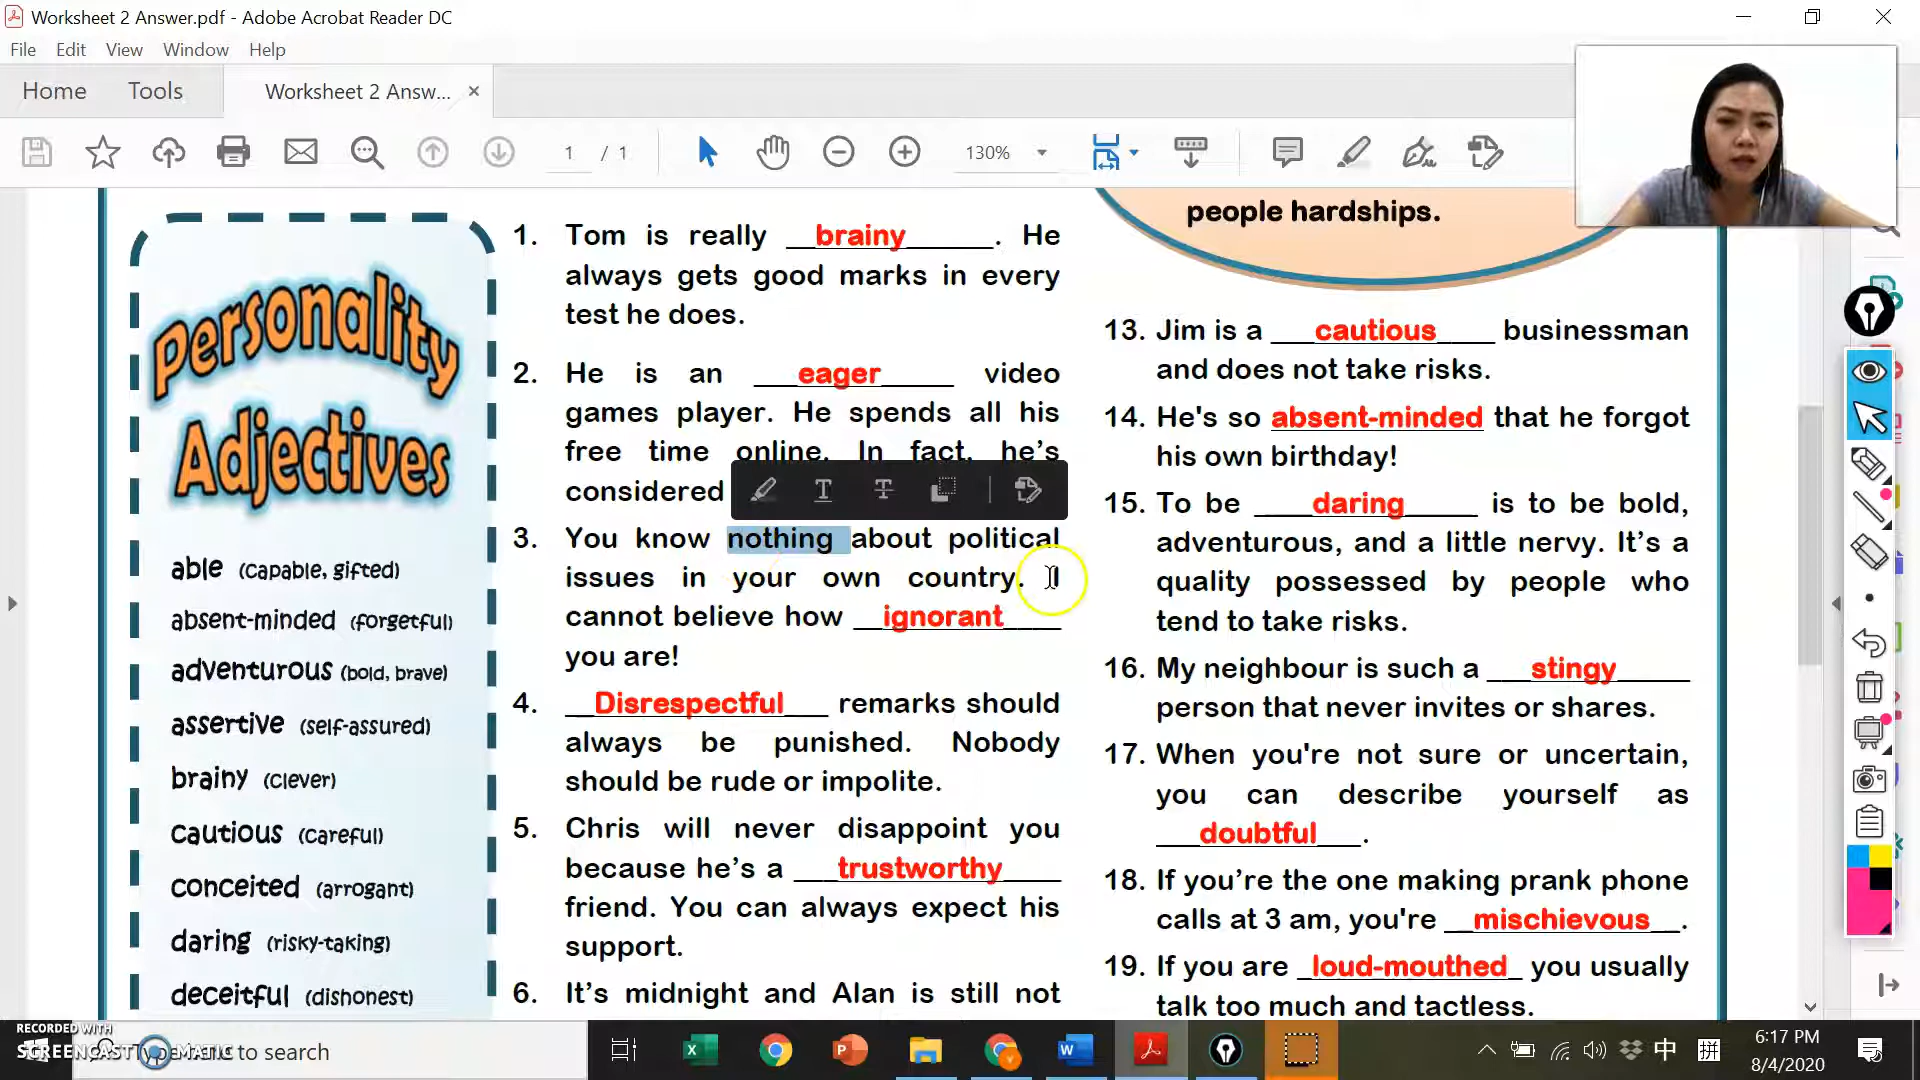 Worksheet 2 Answer.pdf - Adobe Acrobat Reader DC
File Edit View Window Help
Home Tools Worksheet 2 Answ... ×
1 / 1 130%
Personality
Adjectives
able (capable, gifted)
absent-minded (forgetful)
adventurous (bold, brave)
assertive (self-assured)
brainy (clever)
cautious (careful)
conceited (arrogant)
daring (risky-taking)
deceitful (dishonest)
1. Tom is really __brainy______. He
always gets good marks in every
test he does.
2. He is an ___eager_____ video
games player. He spends all his
free time online. In fact, he's
considered
3. You know nothing about political
issues in your own country. I
cannot believe how __ignorant____
you are!
4. __Disrespectful___ remarks should
always be punished. Nobody
should be rude or impolite.
5. Chris will never disappoint you
because he's a ___trustworthy____
friend. You can always expect his
support.
6. It's midnight and Alan is still not
people hardships.
13. Jim is a ___cautious____ businessman
and does not take risks.
14. He's so absent-minded that he forgot
his own birthday!
15. To be ____daring_____ is to be bold,
adventurous, and a little nervy. It's a
quality possessed by people who
tend to take risks.
16. My neighbour is such a ___stingy_____
person that never invites or shares.
17. When you're not sure or uncertain,
you can describe yourself as
___doubtful___.
18. If you're the one making prank phone
calls at 3 am, you're __mischievous__.
19. If you are _loud-mouthed_ you usually
talk too much and tactless.
RECORDED WITH
SCREENCAST MATIC
Type here to search
中 拼
6:17 PM
8/4/2020